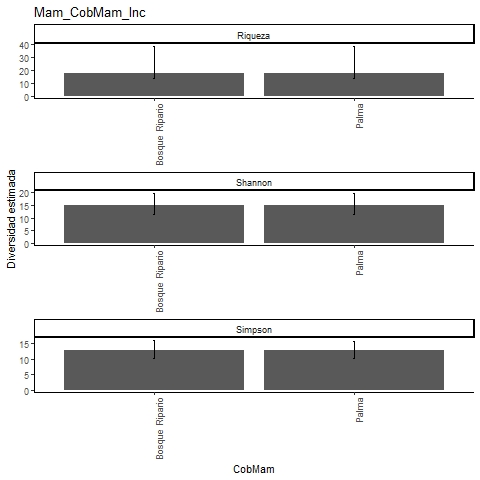 Mam_CobMam_Inc
Riqueza
40
30
20
10
0
Bosque Ripario
Palma
Shannon
20
15
10
5
0
Bosque Ripario
Palma
Simpson
15
10
5
0
Bosque Ripario
Palma
Diversidad estimada
CobMam